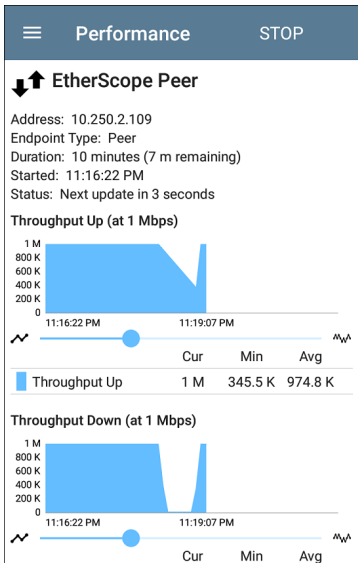 Performance STOP
EtherScope Peer
Address: 10.250.2.109
Endpoint Type: Peer
Duration: 10 minutes (7 m remaining)
Started: 11:16:22 PM
Status: Next update in 3 seconds
Throughput Up (at 1 Mbps)
1 M
800 K
600 K
400 K
200 K
0
11:16:22 PM 11:19:07 PM
Cur Min Avg
Throughput Up 1 M 345.5 K 974.8 K
Throughput Down (at 1 Mbps)
1 M
800 K
600 K
400 K
200 K
0
11:16:22 PM 11:19:07 PM
Cur Min Avg